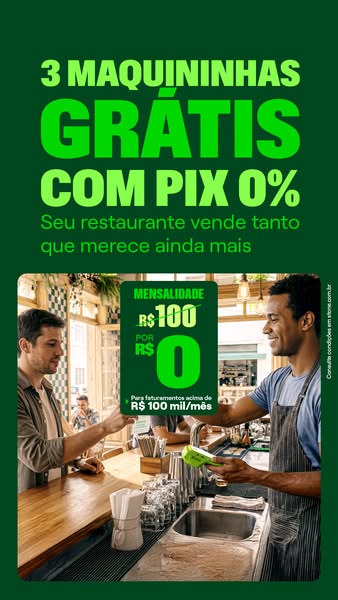 3 MAQUININHAS
GRÁTIS
COM PIX 0%
Seu restaurante vende tanto
que merece ainda mais
MENSALIDADE
R$100
POR
R$0
Para faturamentos acima de
R$ 100 mil/mês
Consulte condições em stone.com.br